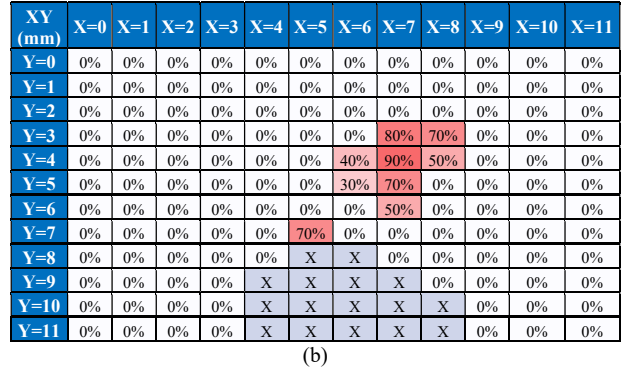 XY (mm) X=0 X=1 X=2 X=3 X=4 X=5 X=6 X=7 X=8 X=9 X=10 X=11
Y=0 0% 0% 0% 0% 0% 0% 0% 0% 0% 0% 0% 0%
Y=1 0% 0% 0% 0% 0% 0% 0% 0% 0% 0% 0% 0%
Y=2 0% 0% 0% 0% 0% 0% 0% 0% 0% 0% 0% 0%
Y=3 0% 0% 0% 0% 0% 0% 0% 80% 70% 0% 0% 0%
Y=4 0% 0% 0% 0% 0% 0% 40% 90% 50% 0% 0% 0%
Y=5 0% 0% 0% 0% 0% 0% 30% 70% 0% 0% 0% 0%
Y=6 0% 0% 0% 0% 0% 0% 0% 50% 0% 0% 0% 0%
Y=7 0% 0% 0% 0% 0% 70% 0% 0% 0% 0% 0% 0%
Y=8 0% 0% 0% 0% 0% X X 0% 0% 0% 0% 0%
Y=9 0% 0% 0% 0% X X X X 0% 0% 0% 0%
Y=10 0% 0% 0% 0% X X X X X 0% 0% 0%
Y=11 0% 0% 0% 0% X X X X X 0% 0% 0%
(b)